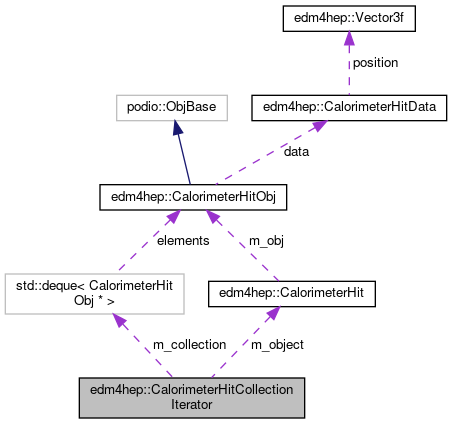 edm4hep::Vector3f
position
podio::ObjBase
edm4hep::CalorimeterHitData
data
edm4hep::CalorimeterHitObj
elements
m_obj
std::deque< CalorimeterHit
Obj * >
edm4hep::CalorimeterHit
m_collection
m_object
edm4hep::CalorimeterHitCollection
Iterator